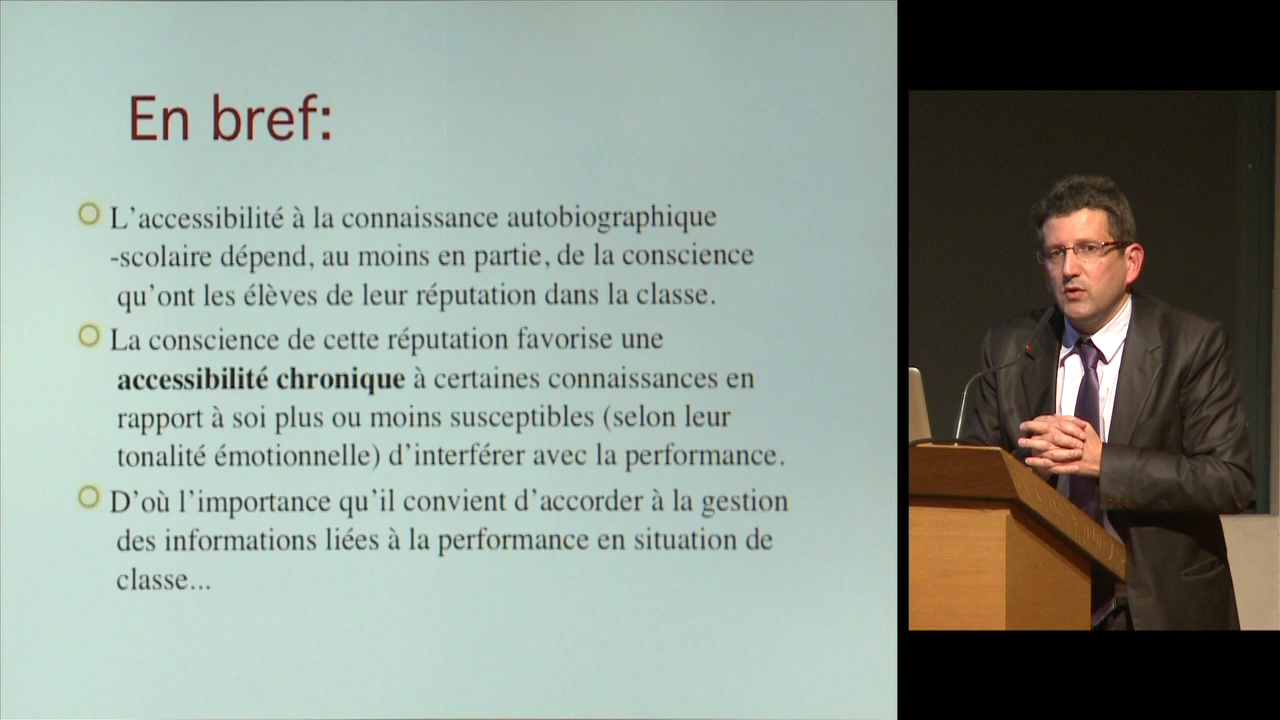 En bref:
L'accessibilité à la connaissance autobiographique
-scolaire dépend, au moins en partie, de la conscience
qu'ont les élèves de leur réputation dans la classe.
La conscience de cette réputation favorise une
accessibilité chronique à certaines connaissances en
rapport à soi plus ou moins susceptibles (selon leur
tonalité émotionnelle) d'interférer avec la performance.
D'où l'importance qu'il convient d'accorder à la gestion
des informations liées à la performance en situation de
classe...